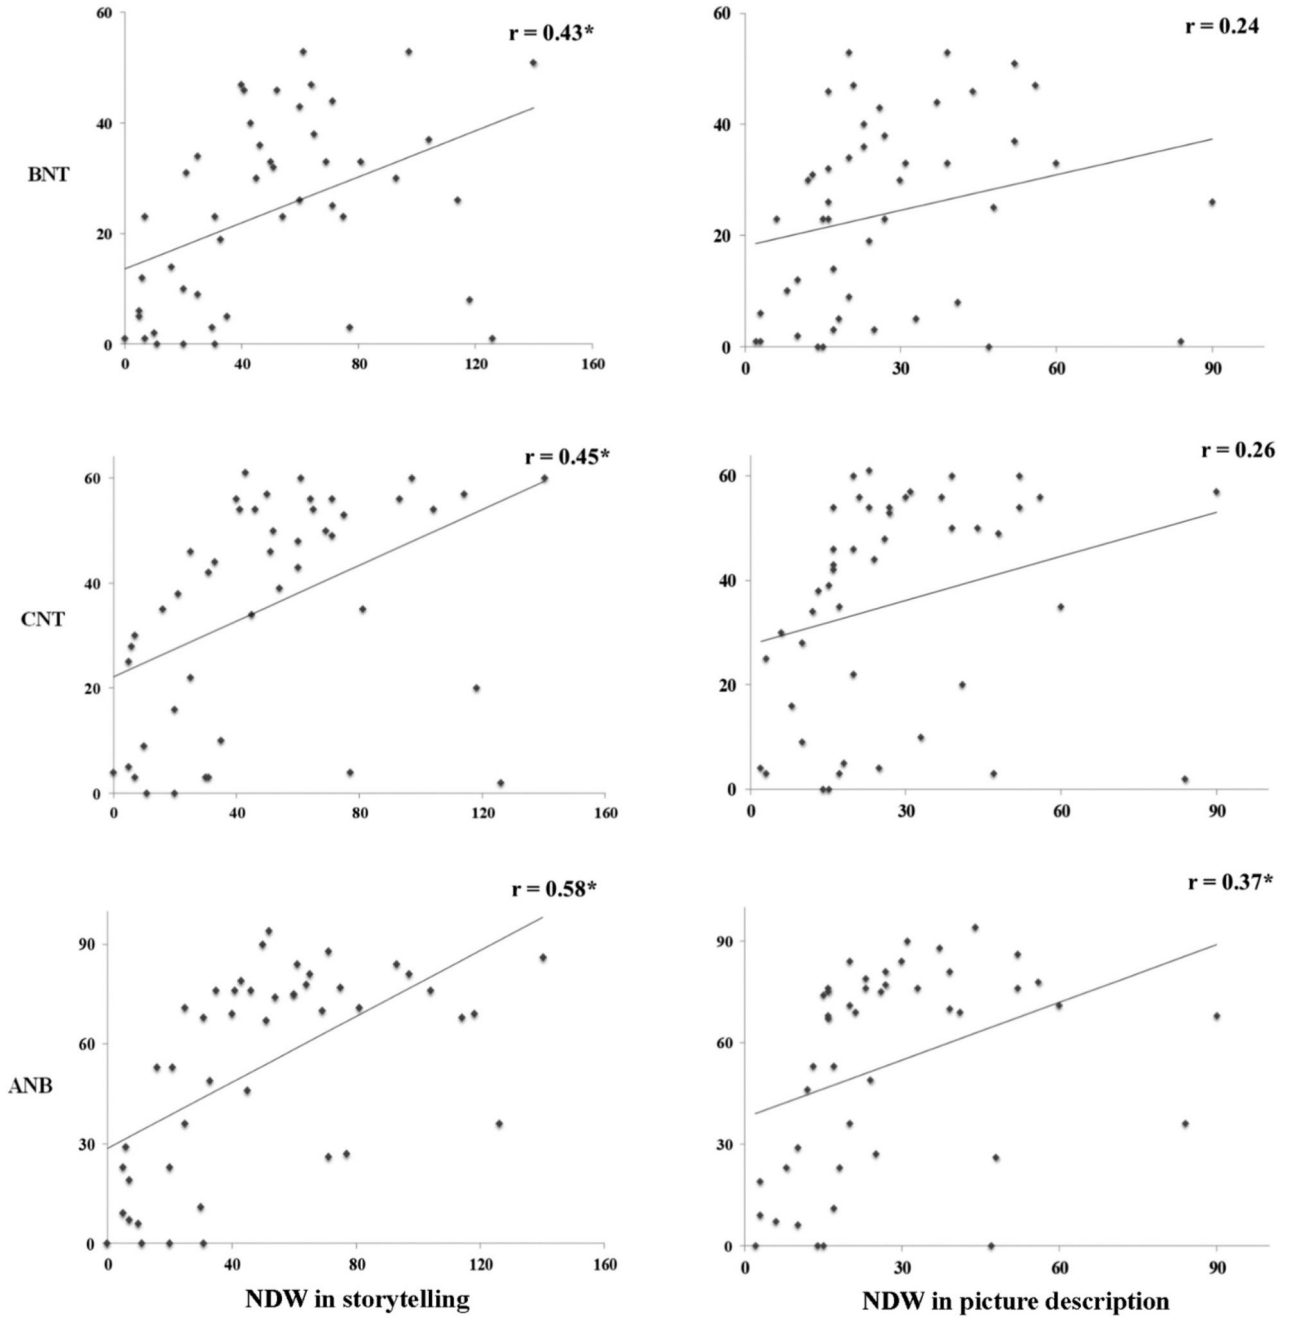 60
r = 0.43*
40
BNT
20
0
0 40 80 120 160
60
r = 0.24
40
20
0
0 30 60 90
r = 0.45*
60
40
CNT
20
0
0 40 80 120 160
r = 0.26
60
40
20
0
0 30 60 90
r = 0.58*
90
60
ANB
30
0
0 40 80 120 160
NDW in storytelling
r = 0.37*
90
60
30
0
0 30 60 90
NDW in picture description